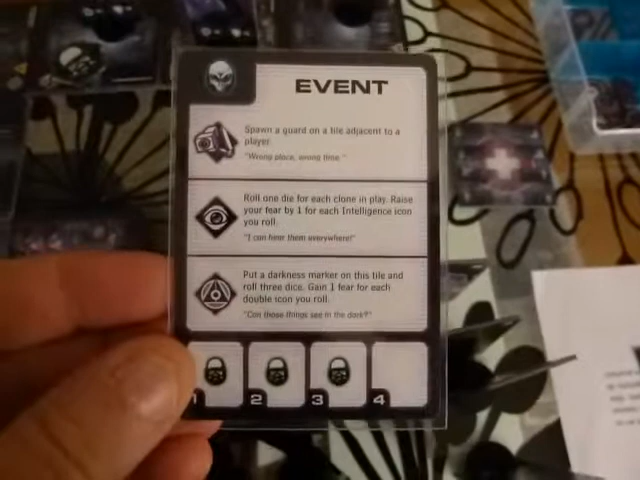 EVENT
Spawn a guard on a tile adjacent to a
player.
"Wrong place, wrong time."
Roll one die for each clone in play. Raise
your fear by 1 for each Intelligence icon
you roll.
"I can hear them everywhere!"
Put a darkness marker on this tile and
roll three dice. Gain 1 fear for each
double icon you roll.
"Can those things see in the dark?"
1 2 3 4